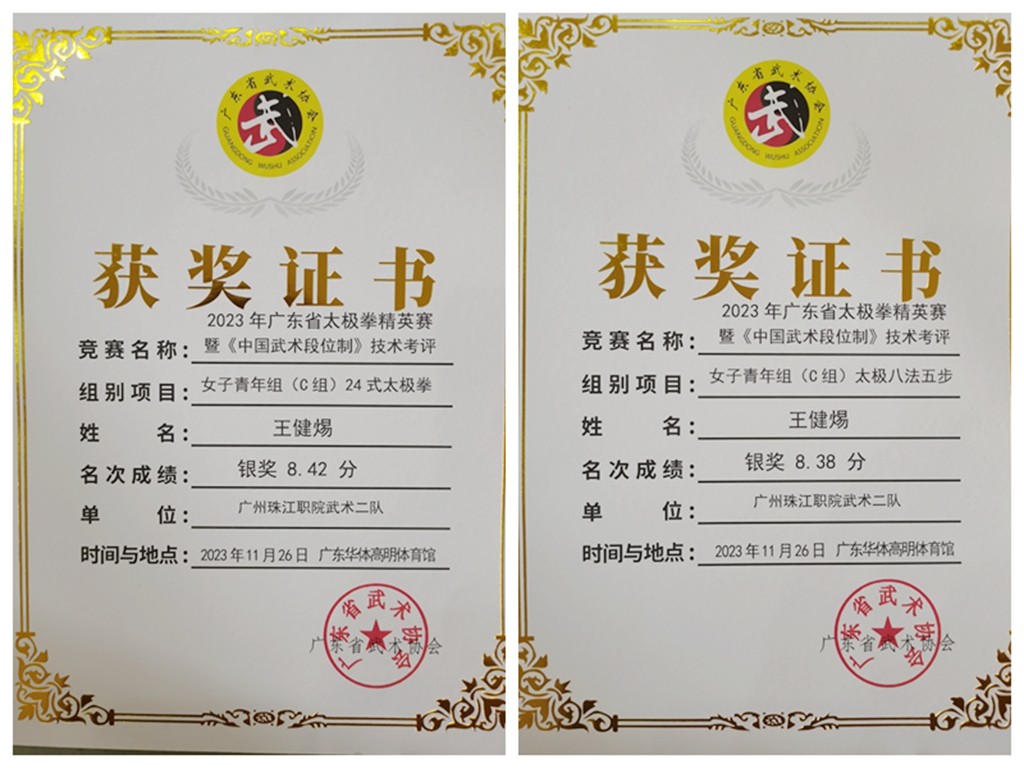 广东省武术协会
GUANGDONG WUSHU ASSOCIATION
武
获奖证书
竞赛名称：2023年广东省太极拳精英赛
暨《中国武术段位制》技术考评
组别项目：女子青年组（C组）24式太极拳
姓名：王健煬
名次成绩：银奖 8.42 分
单位：广州珠江职院武术二队
时间与地点：2023年11月26日 广东华体高明体育馆
广东省武术协会
广东省武术协会
广东省武术协会
GUANGDONG WUSHU ASSOCIATION
武
获奖证书
竞赛名称：2023年广东省太极拳精英赛
暨《中国武术段位制》技术考评
组别项目：女子青年组（C组）太极八法五步
姓名：王健煬
名次成绩：银奖 8.38 分
单位：广州珠江职院武术二队
时间与地点：2023年11月26日 广东华体高明体育馆
广东省武术协会
广东省武术协会